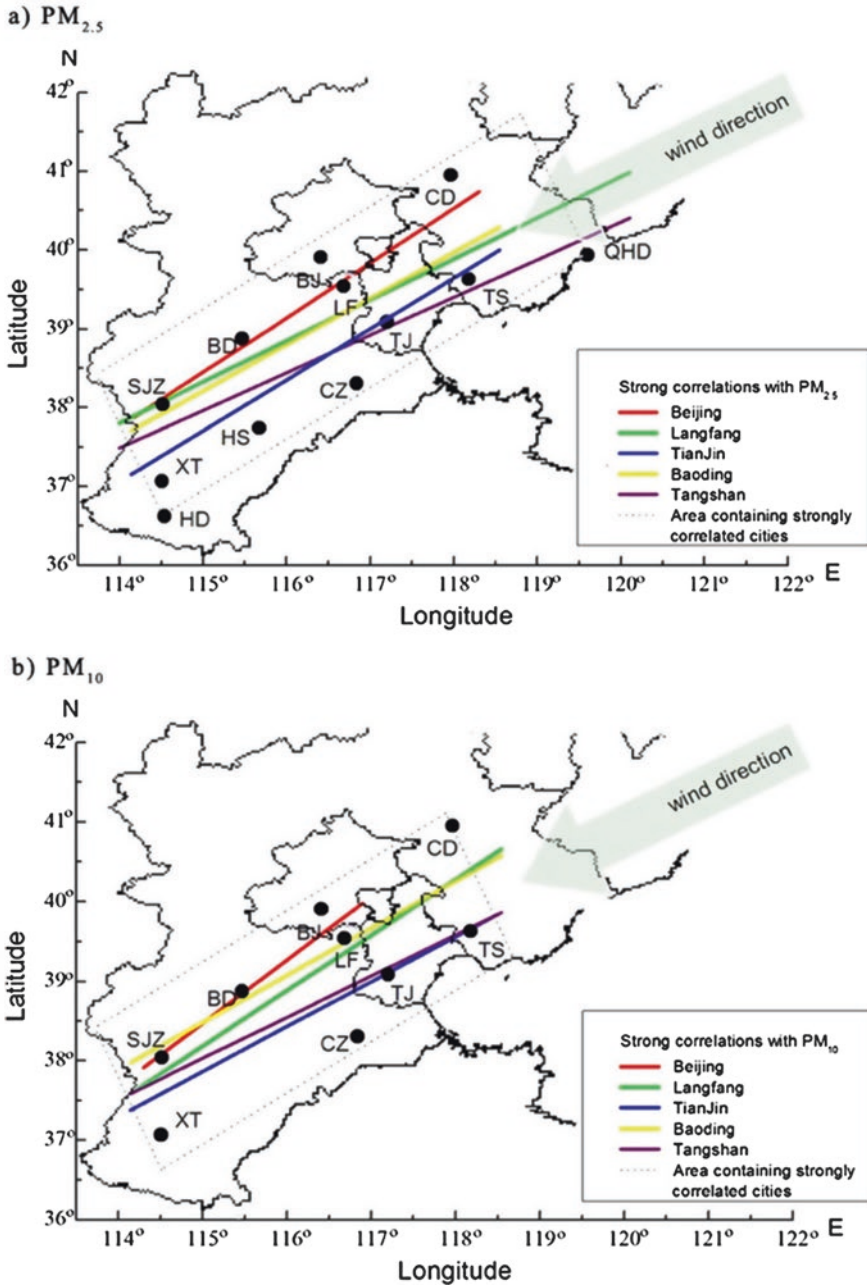 a) PM2.5
N
42°
41°
40°
39°
38°
37°
36°
Latitude
wind direction
CD
QHD
BJ
LF
TS
BD
TJ
SJZ
CZ
HS
XT
HD
Strong correlations with PM2.5
Beijing
Langfang
TianJin
Baoding
Tangshan
Area containing strongly
correlated cities
114° 115° 116° 117° 118° 119° 120° 121° 122° E
Longitude
b) PM10
N
42°
41°
40°
39°
38°
37°
36°
Latitude
wind direction
CD
BJ
LF
TS
BD
TJ
SJZ
CZ
XT
Strong correlations with PM10
Beijing
Langfang
TianJin
Baoding
Tangshan
Area containing strongly
correlated cities
114° 115° 116° 117° 118° 119° 120° 121° 122° E
Longitude